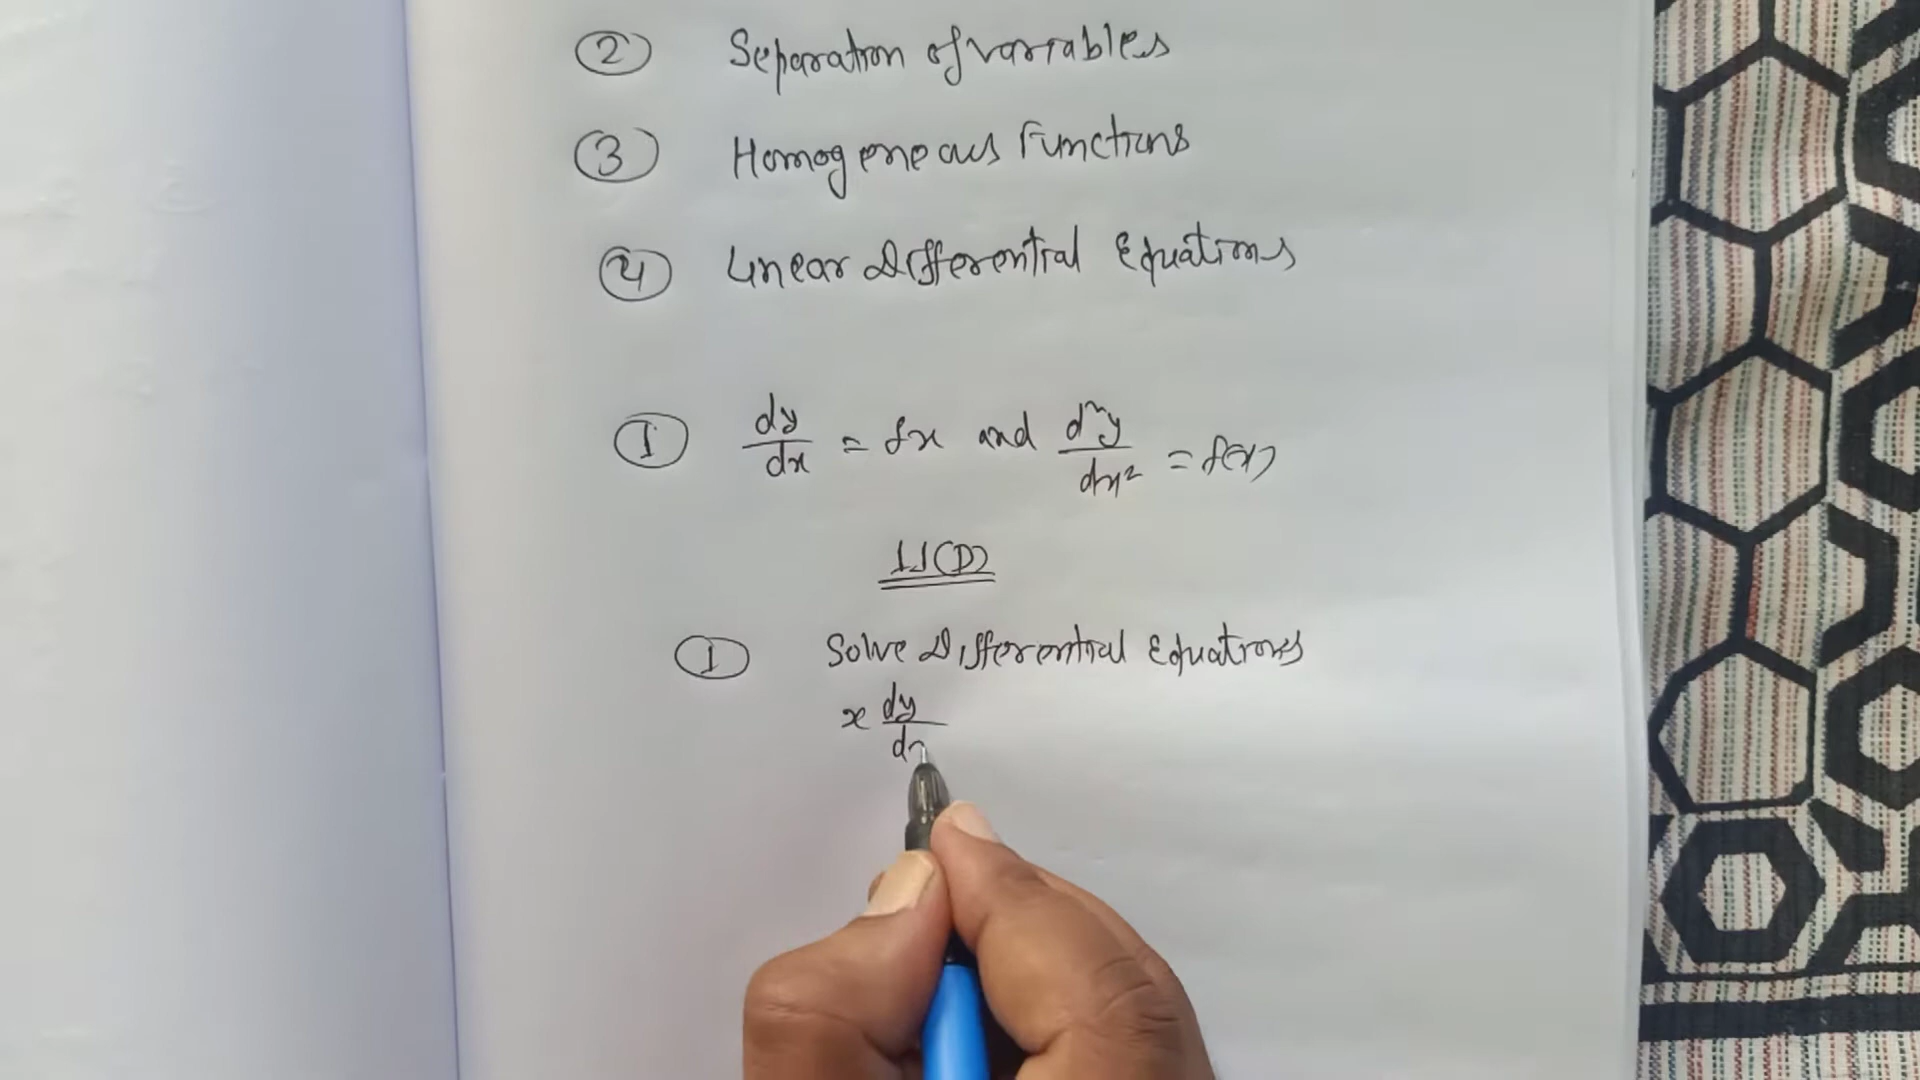 ② Separation of variables
③ Homogeneous Functions
④ Linear Differential Equations
① dy/dx = fx and d²y/dx² = f(x)
11(D)
① Solve Differential Equations
x dy/dx